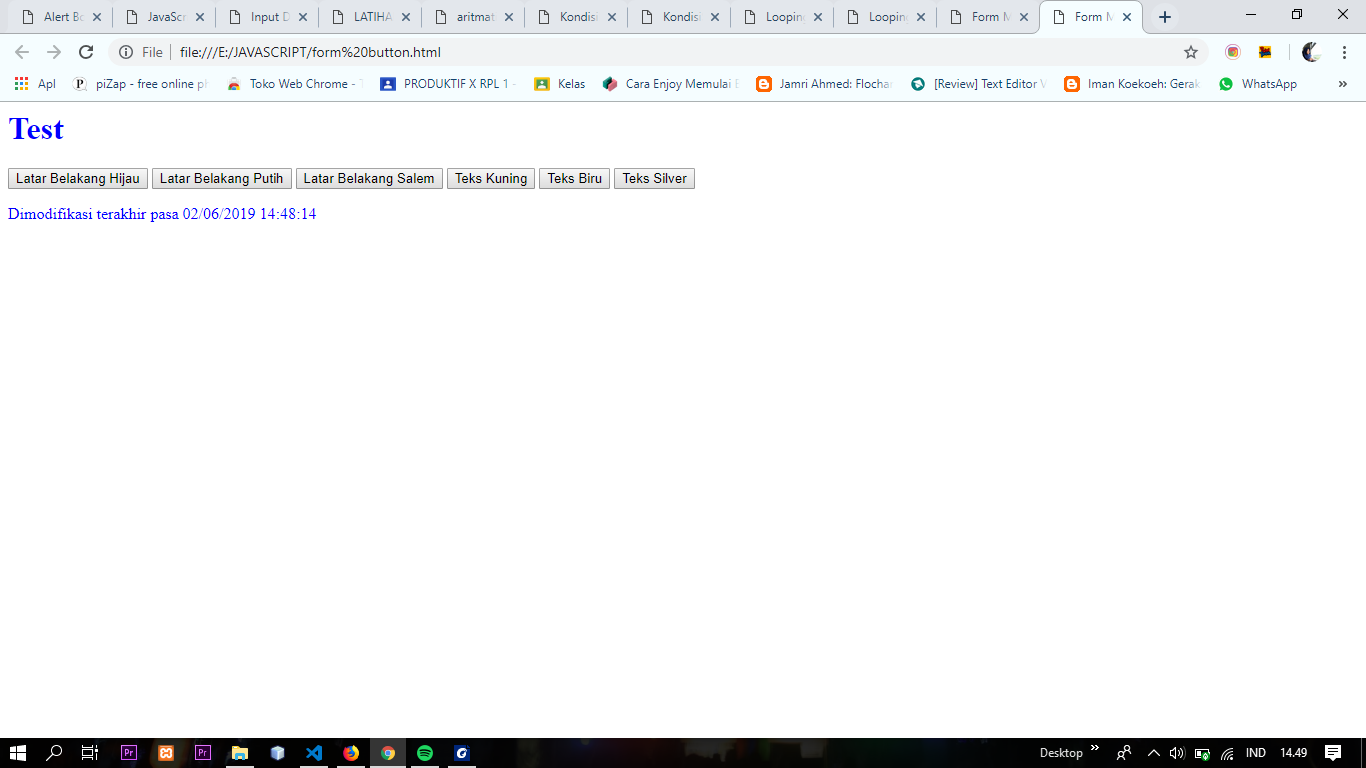 Alert Bo JavaScr Input D LATIHA aritmat Kondisi Kondisi Looping Looping Form M Form M
File file:///E:/JAVASCRIPT/form%20button.html
Apl piZap - free online ph Toko Web Chrome - T PRODUKTIF X RPL 1 - Kelas Cara Enjoy Memulai B Jamri Ahmed: Flochar [Review] Text Editor V Iman Koekoeh: Gerak WhatsApp »
Test
Latar Belakang Hijau Latar Belakang Putih Latar Belakang Salem Teks Kuning Teks Biru Teks Silver
Dimodifikasi terakhir pasa 02/06/2019 14:48:14
Pr Pr Desktop » IND 14.49